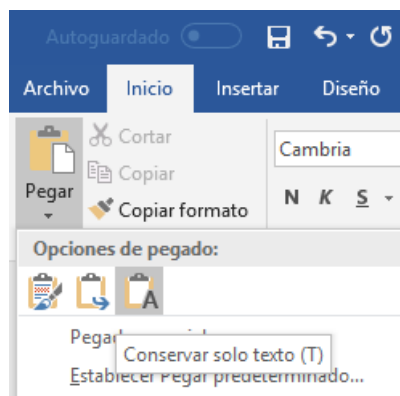 Autoguardado
Archivo Inicio Insertar Diseño
Cortar
Copiar
Copiar formato
Pegar
Cambria
N K S
Opciones de pegado:
A
Conservar solo texto (T)
Establecer Pegar predeterminado...